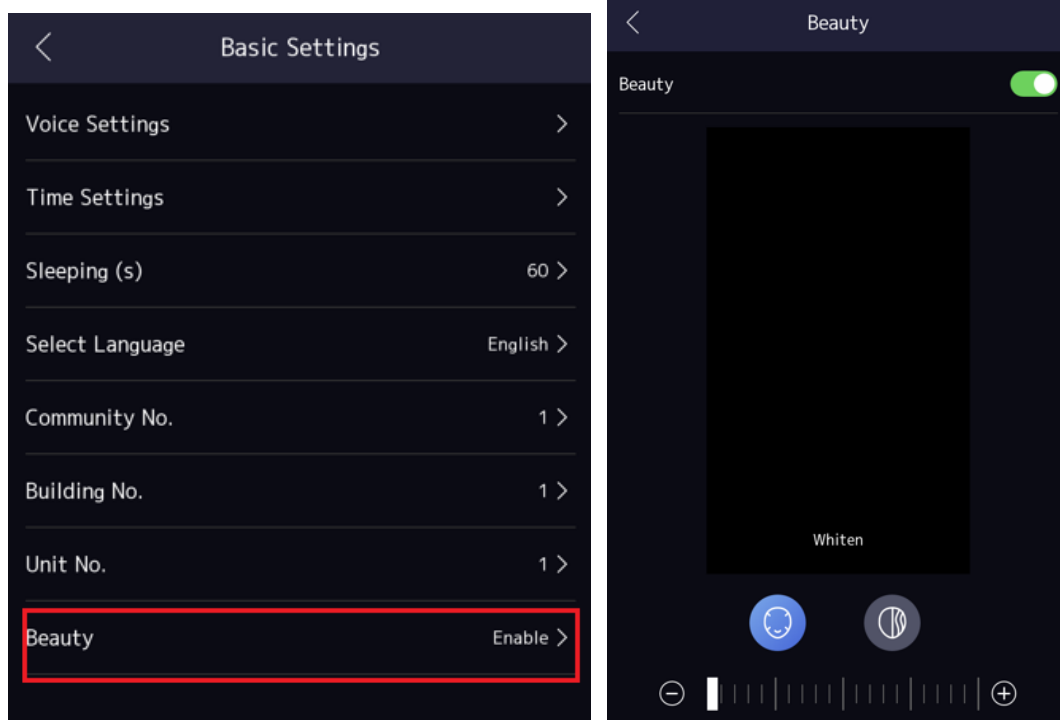 Basic Settings
Voice Settings
Time Settings
Sleeping (s) 60
Select Language English
Community No. 1
Building No. 1
Unit No. 1
Beauty Enable
Beauty
Beauty
Whiten